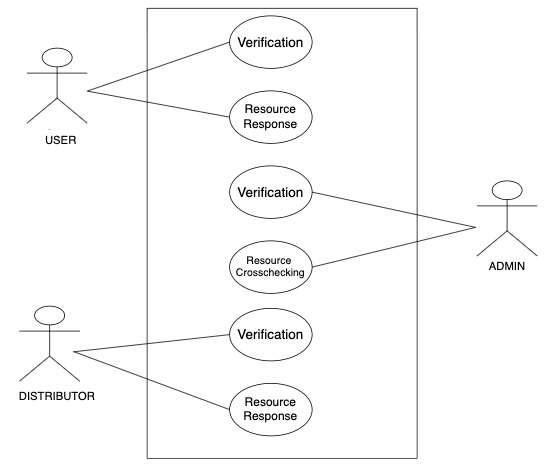 Verification
Resource
Response
USER
Verification
Resource
Crosschecking
ADMIN
Verification
DISTRIBUTOR
Resource
Response